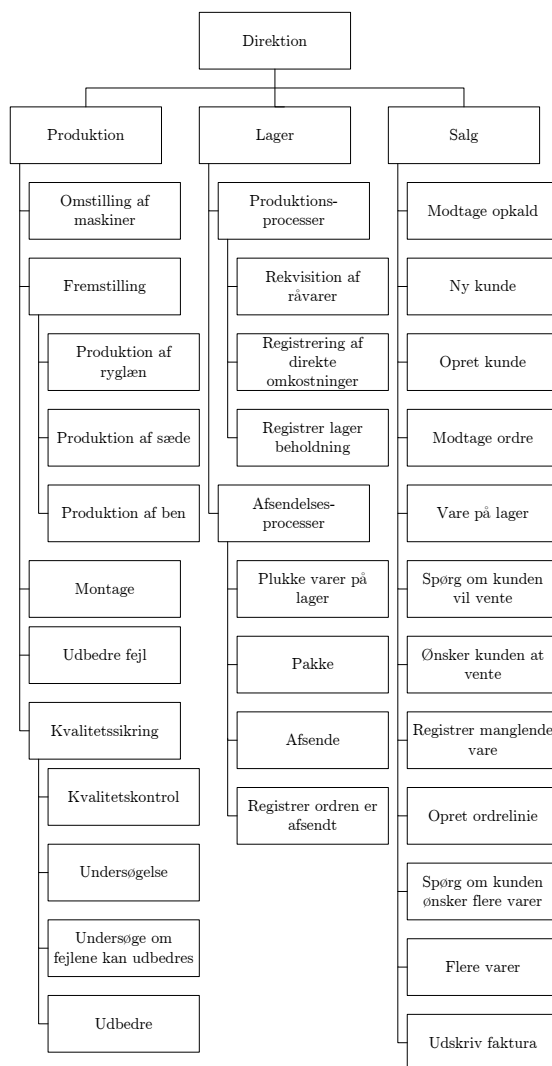 Direktion
Produktion
Omstilling af
maskiner
Fremstilling
Produktion af
ryglæn
Produktion af sæde
Produktion af ben
Montage
Udbedre fejl
Kvalitetssikring
Kvalitetskontrol
Undersøgelse
Undersøge om
fejlene kan udbedres
Udbedre
Lager
Produktions-
processer
Rekvisition af
råvarer
Registrering af
direkte
omkostninger
Registrer lager
beholdning
Afsendelses-
processer
Plukke varer på
lager
Pakke
Afsende
Registrer ordren er
afsendt
Salg
Modtage opkald
Ny kunde
Opret kunde
Modtage ordre
Vare på lager
Spørg om kunden
vil vente
Ønsker kunden at
vente
Registrer manglende
vare
Opret ordrelinie
Spørg om kunden
ønsker flere varer
Flere varer
Udskriv faktura